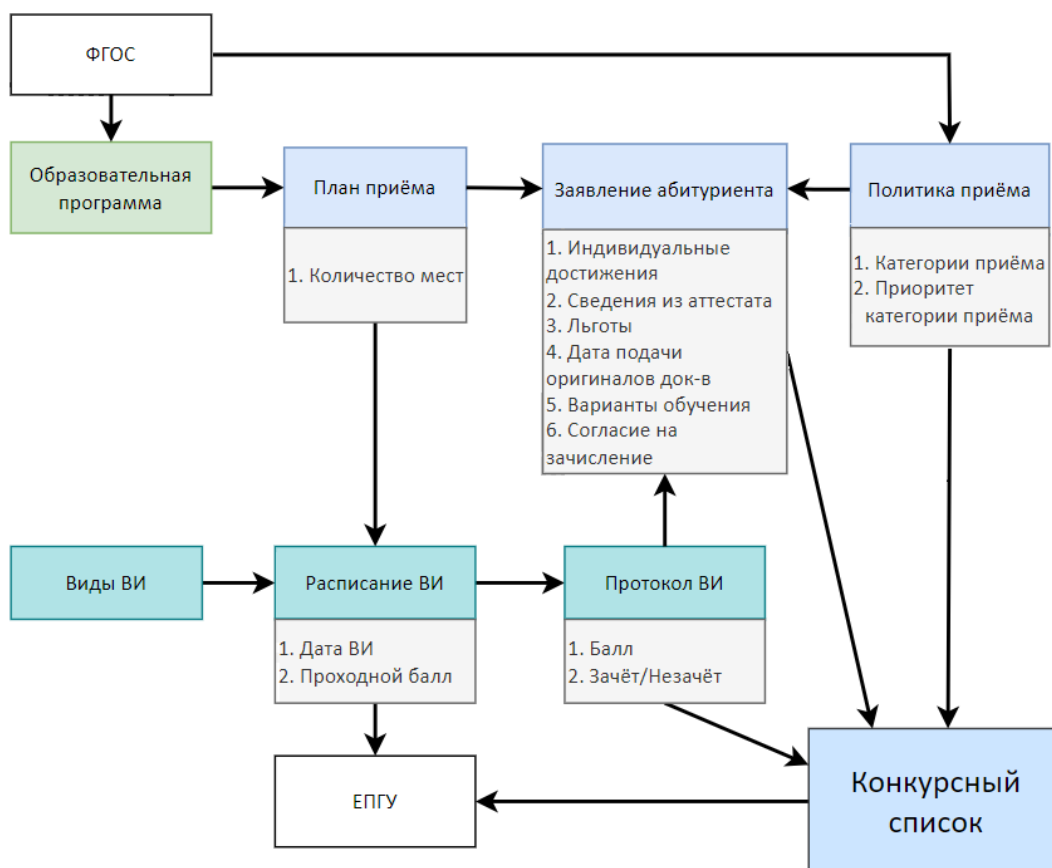 ФГОС
Образовательная
программа
План приёма
1. Количество мест
Заявление абитуриента
1. Индивидуальные
достижения
2. Сведения из аттестата
3. Льготы
4. Дата подачи
оригиналов док-в
5. Варианты обучения
6. Согласие на
зачисление
Политика приёма
1. Категории приёма
2. Приоритет
категории приёма
Виды ВИ
Расписание ВИ
1. Дата ВИ
2. Проходной балл
Протокол ВИ
1. Балл
2. Зачёт/Незачёт
ЕПГУ
Конкурсный
список